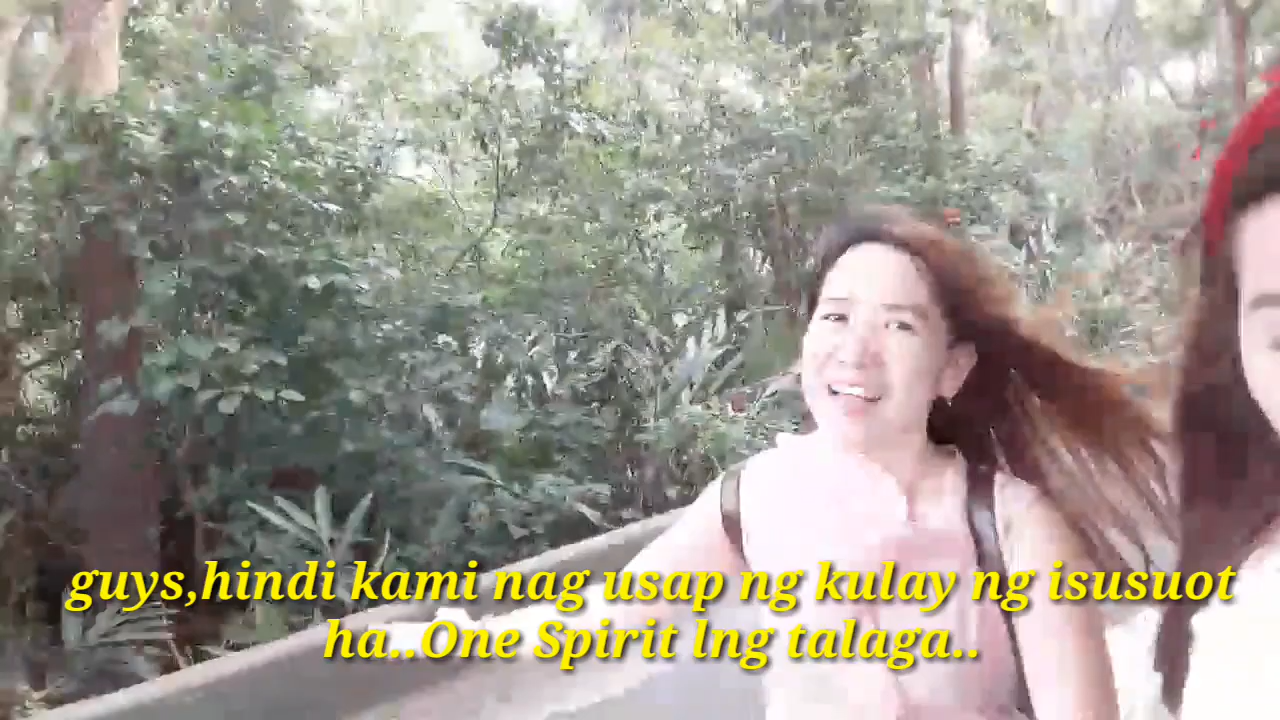 guys,hindi kami nag usap ng kulay ng isusuot
ha..One Spirit lng talaga..